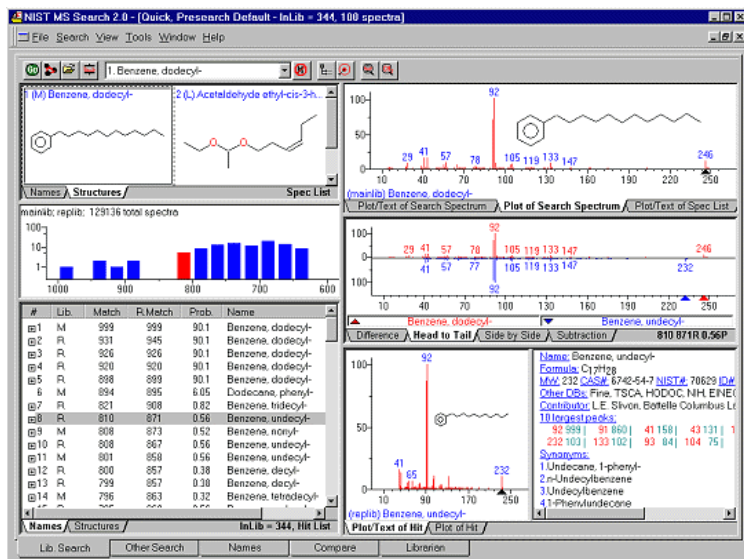 NIST MS Search 2.0 - [Quick, Presearch Default - InLib = 344, 100 spectra]
File Search View Tools Window Help
1. Benzene, dodecyl-
1 (M) Benzene, dodecyl-
2 (L) Acetaldehyde ethyl-cis-3-h...
Names Structures Spec List
mainlib; replib; 129136 total spectra
100
10
1
1000 900 800 700 600
# Lib. Match R.Match Prob. Name
1 M 999 999 90.1 Benzene, dodecyl-
2 R 931 945 90.1 Benzene, dodecyl-
3 R 926 926 90.1 Benzene, dodecyl-
4 R 920 920 90.1 Benzene, dodecyl-
5 R 898 899 90.1 Benzene, dodecyl-
6 M 894 895 6.05 Dodecane, phenyl-
7 R 821 908 0.82 Benzene, tridecyl-
8 R 810 871 0.56 Benzene, undecyl-
9 M 808 873 0.52 Benzene, nonyl-
10 R 808 867 0.56 Benzene, undecyl-
11 M 801 858 0.56 Benzene, undecyl-
12 R 800 857 0.38 Benzene, decyl-
13 R 799 857 0.38 Benzene, decyl-
14 M 796 863 0.32 Benzene, tetradecyl-
Names Structures InLib = 344, Hit List
Lib. Search Other Search Names Compare Librarian
92
100
50
0
29 41 57 78 105 119 133 147 246
10 40 70 100 130 160 190 220 250
(mainlib) Benzene, dodecyl-
Plot/Text of Search Spectrum Plot of Search Spectrum Plot/Text of Spec List
92
100
0
100
29 41 57 78 105 119 133 147 246
41 57 77 105 119 133 147 232
92
10 40 70 100 130 160 190 220 250
Benzene, dodecyl- Benzene, undecyl-
Difference Head to Tail Side by Side Subtraction 810 871R 0.56P
92
100
50
0
41 65 232
10 90 170 250
(replib) Benzene, undecyl-
Plot/Text of Hit Plot of Hit
Name: Benzene, undecyl-
Formula: C17H28
MW: 232 CAS#: 6742-54-7 NIST#: 70629 ID#
Other DBs: Fine, TSCA, HODOC, NIH, EINEC
Contributor: L.E. Slivon, Battelle Columbus La
10 largest peaks:
92 999 | 91 860 | 41 158 | 43 131 | 1
232 103 | 133 102 | 93 84 | 104 75 |
Synonyms:
1.Undecane, 1-phenyl-
2.n-Undecylbenzene
3.Undecylbenzene
4.1-Phenylundecane